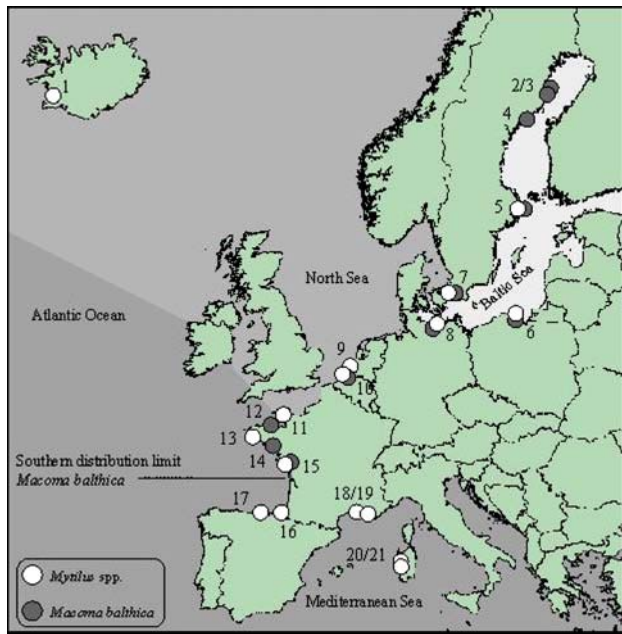 1
2/3
4
5
North Sea
7
Baltic Sea
Atlantic Ocean
6
8
9
10
12
11
13
14
15
Southern distribution limit
Macoma balthica
17
16
18/19
20/21
Mytilus spp.
Macoma balthica
Mediterranean Sea